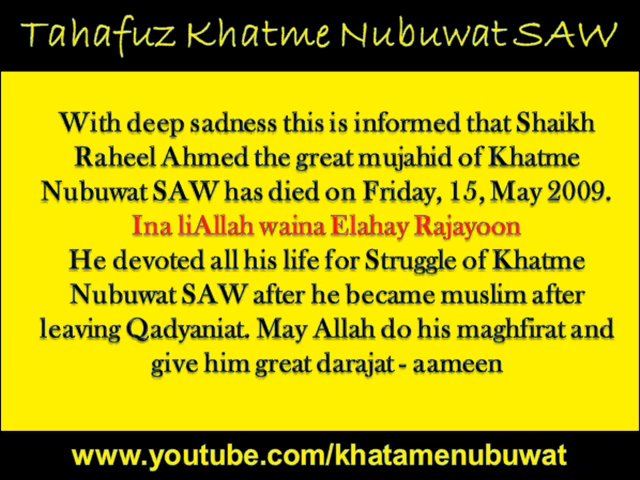 Tahafuz Khatme Nubuwat SAW
With deep sadness this is informed that Shaikh
Raheel Ahmed the great mujahid of Khatme
Nubuwat SAW has died on Friday, 15, May 2009.
Ina liAllah waina Elahay Rajayoon
He devoted all his life for Struggle of Khatme
Nubuwat SAW after he became muslim after
leaving Qadyaniat. May Allah do his maghfirat and
give him great darajat - aameen
www.youtube.com/khatamenubuwat